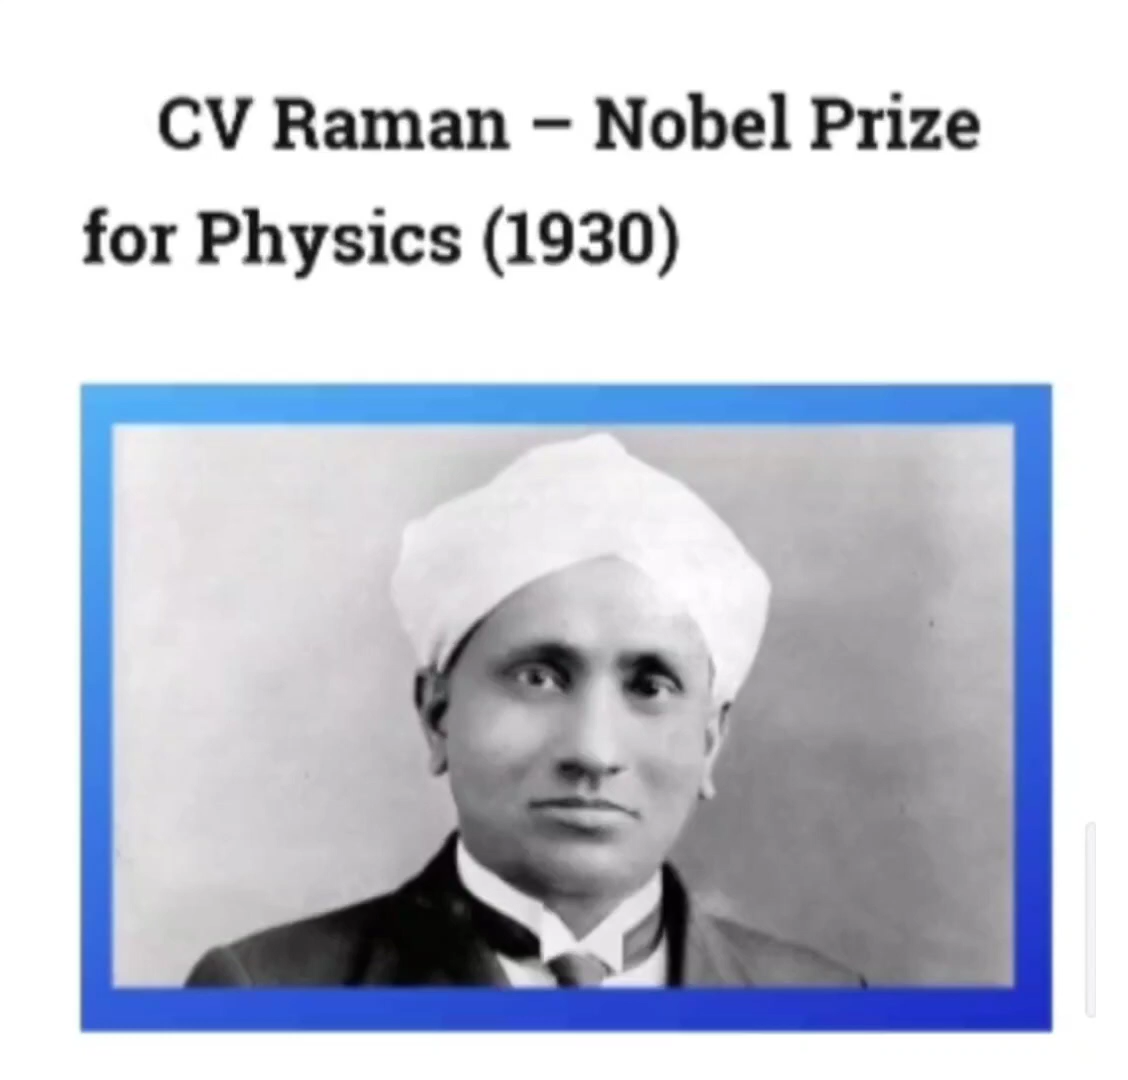 CV Raman – Nobel Prize
for Physics (1930)